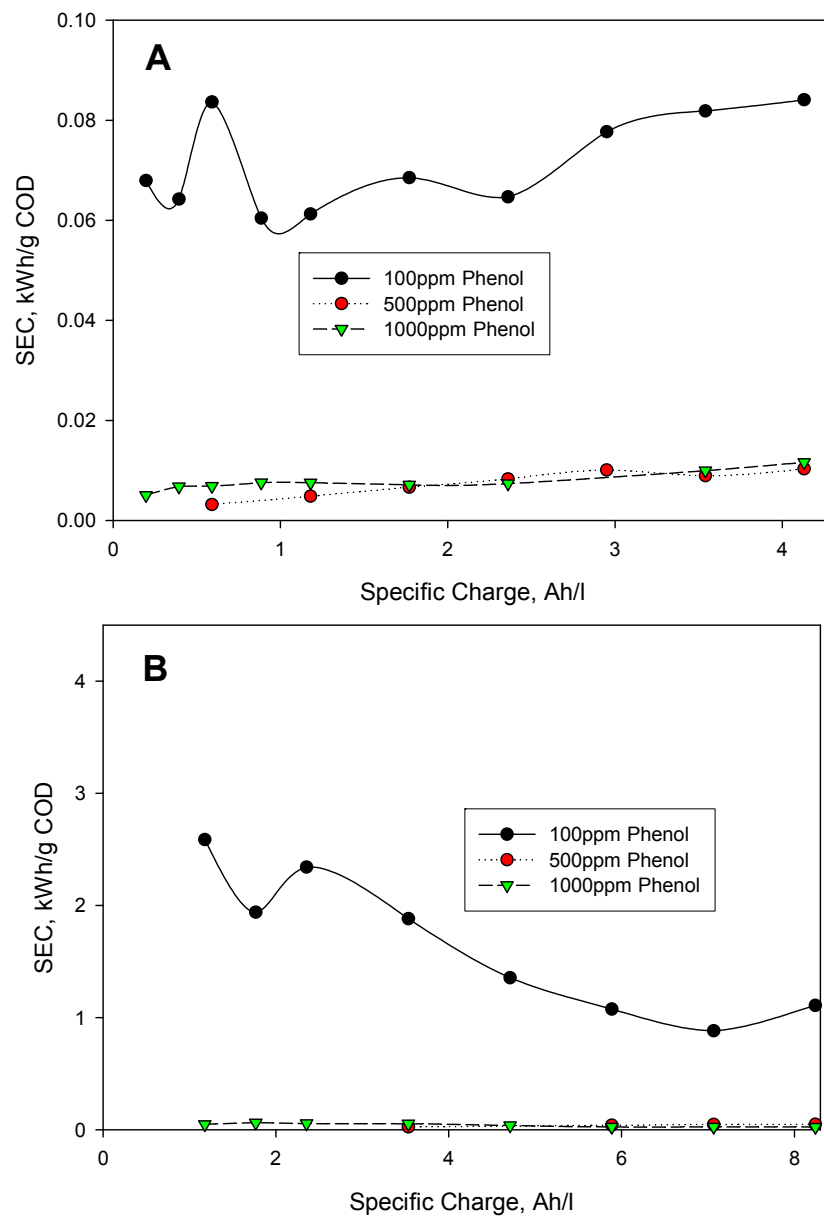 A
0.10
0.08
0.06
0.04
0.02
0.00
SEC, kWh/g COD
100ppm Phenol
500ppm Phenol
1000ppm Phenol
0 1 2 3 4
Specific Charge, Ah/l
B
4
3
2
1
0
SEC, kWh/g COD
100ppm Phenol
500ppm Phenol
1000ppm Phenol
0 2 4 6 8
Specific Charge, Ah/l